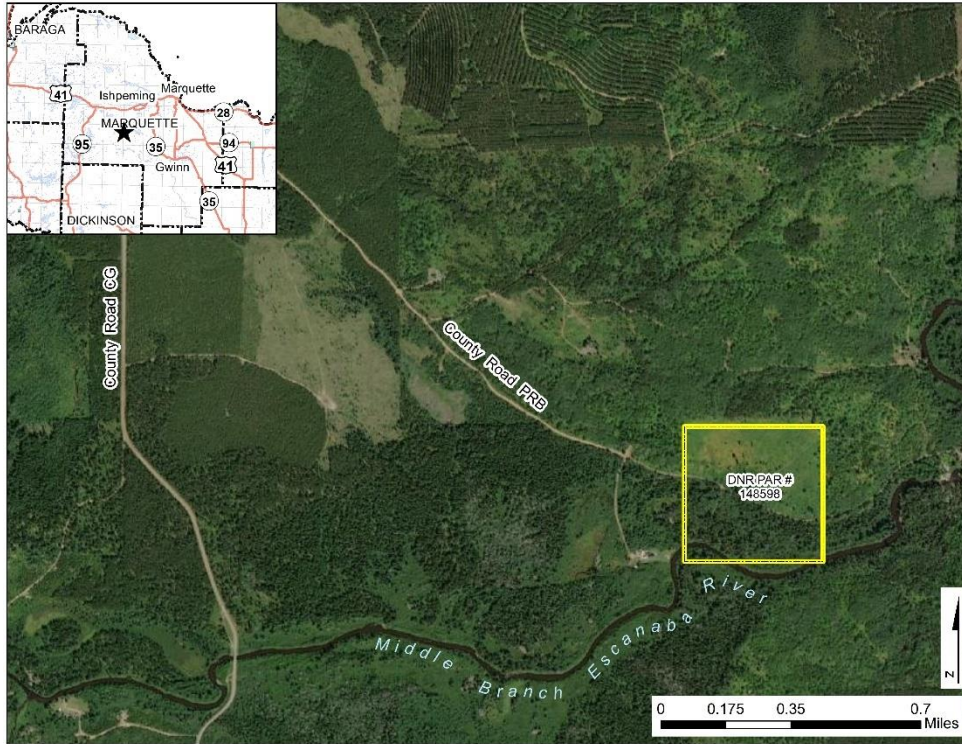 BARAGA
41
Ishpeming
Marquette
28
MARQUETTE
95
35
94
Gwinn
41
35
DICKINSON
County Road CG
County Road PRB
DNR PAR #
148598
Middle Branch Escanaba River
N
0 0.175 0.35 0.7
Miles